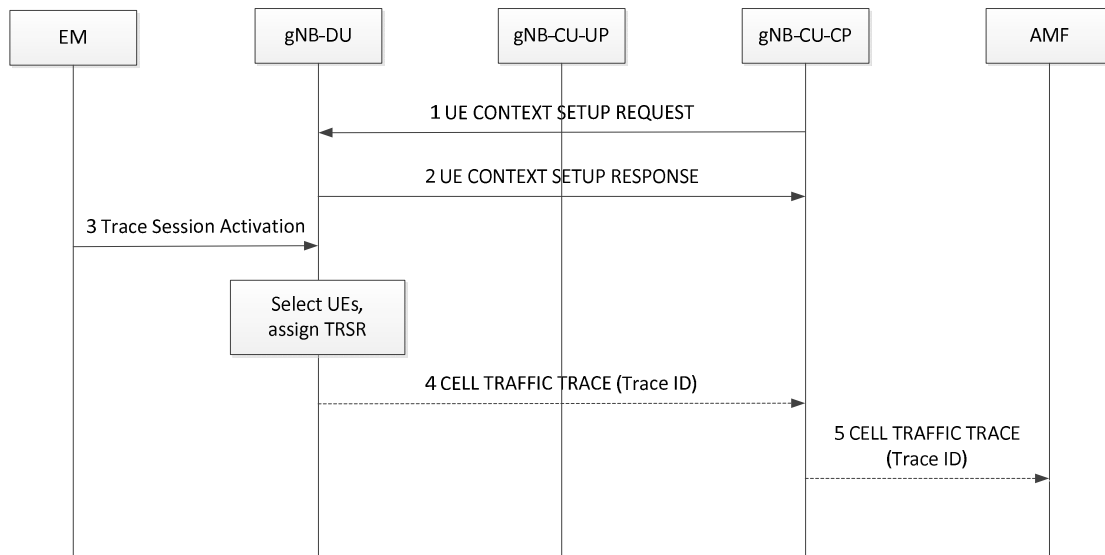 EM
gNB-DU
gNB-CU-UP
gNB-CU-CP
AMF
1 UE CONTEXT SETUP REQUEST
2 UE CONTEXT SETUP RESPONSE
3 Trace Session Activation
Select UEs,
assign TRSR
4 CELL TRAFFIC TRACE (Trace ID)
5 CELL TRAFFIC TRACE
(Trace ID)